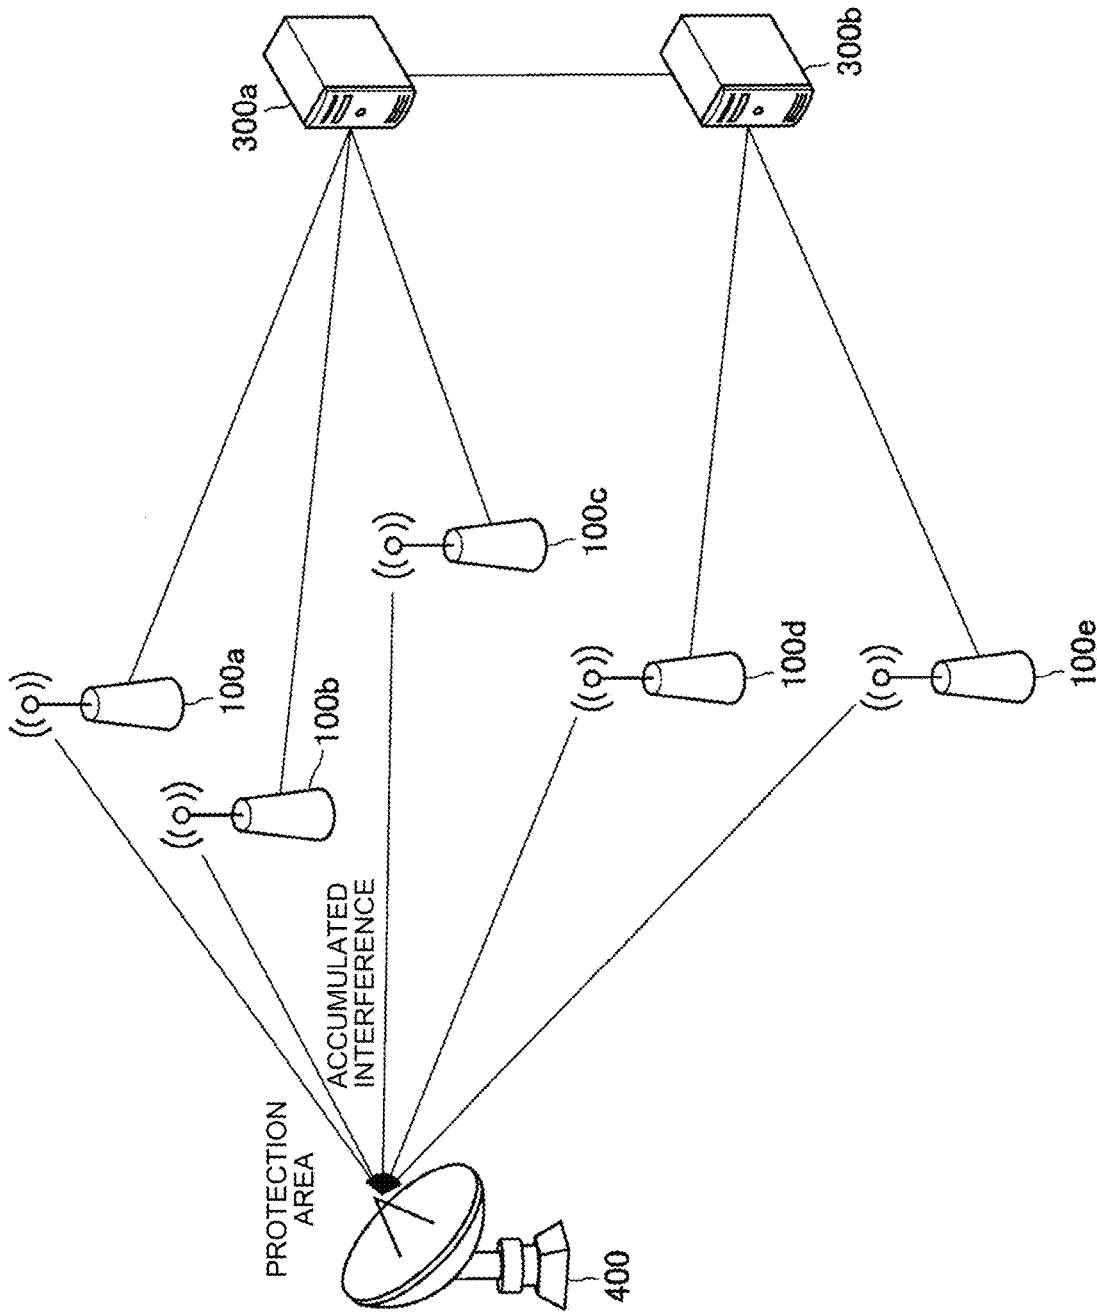 300a
300b
100a
100b
100c
100d
100e
ACCUMULATED
INTERFERENCE
PROTECTION
AREA
400